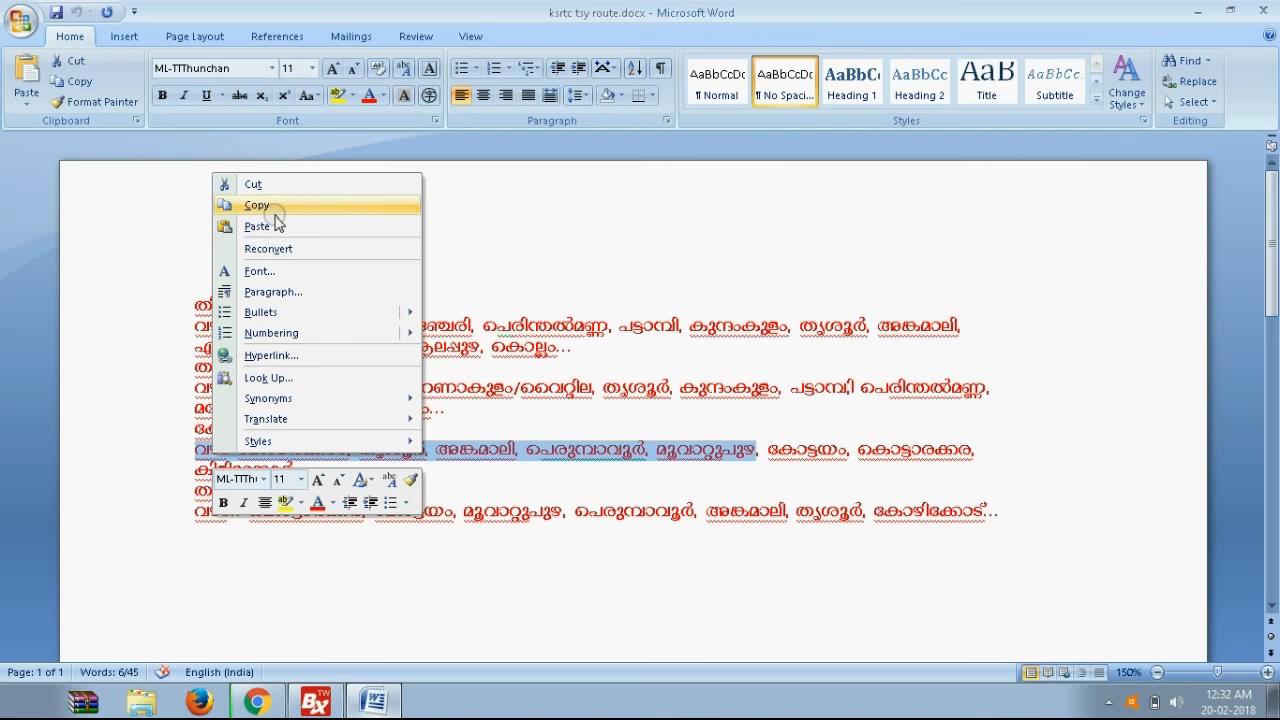 ksrtc tsy route.docx - Microsoft Word
Home Insert Page Layout References Mailings Review View
Paste Cut Copy Format Painter Clipboard
ML-TTThunchan 11 Font
Paragraph
AaBbCcDc AaBbCcDc AaBbC AaBbCc AaB AaBbCc.
¶ Normal ¶ No Spaci... Heading 1 Heading 2 Title Subtitle Change Styles Styles
Find Replace Select Editing
Cut
Copy
Paste
Reconvert
Font...
Paragraph...
Bullets
Numbering
Hyperlink...
Look Up...
Synonyms
Translate
Styles
ML-TTThu 11
പെരിന്തൽമണ്ണ, പട്ടാമ്പി, കുന്ദംകുളം, തൃശൂർ, അങ്കമാലി,
കൊല്ലം...
തൃശൂർ, കുന്ദംകുളം, പട്ടാമ്പി, പെരിന്തൽമണ്ണ,
അങ്കമാലി, പെരുമ്പാവൂർ, മൂവാറ്റുപുഴ, കോട്ടയം, കൊട്ടാരക്കര,
മൂവാറ്റുപുഴ, പെരുമ്പാവൂർ, അങ്കമാലി, തൃശൂർ, കോഴിക്കോട്...
Page: 1 of 1 Words: 6/45 English (India) 150%
12:32 AM
20-02-2018